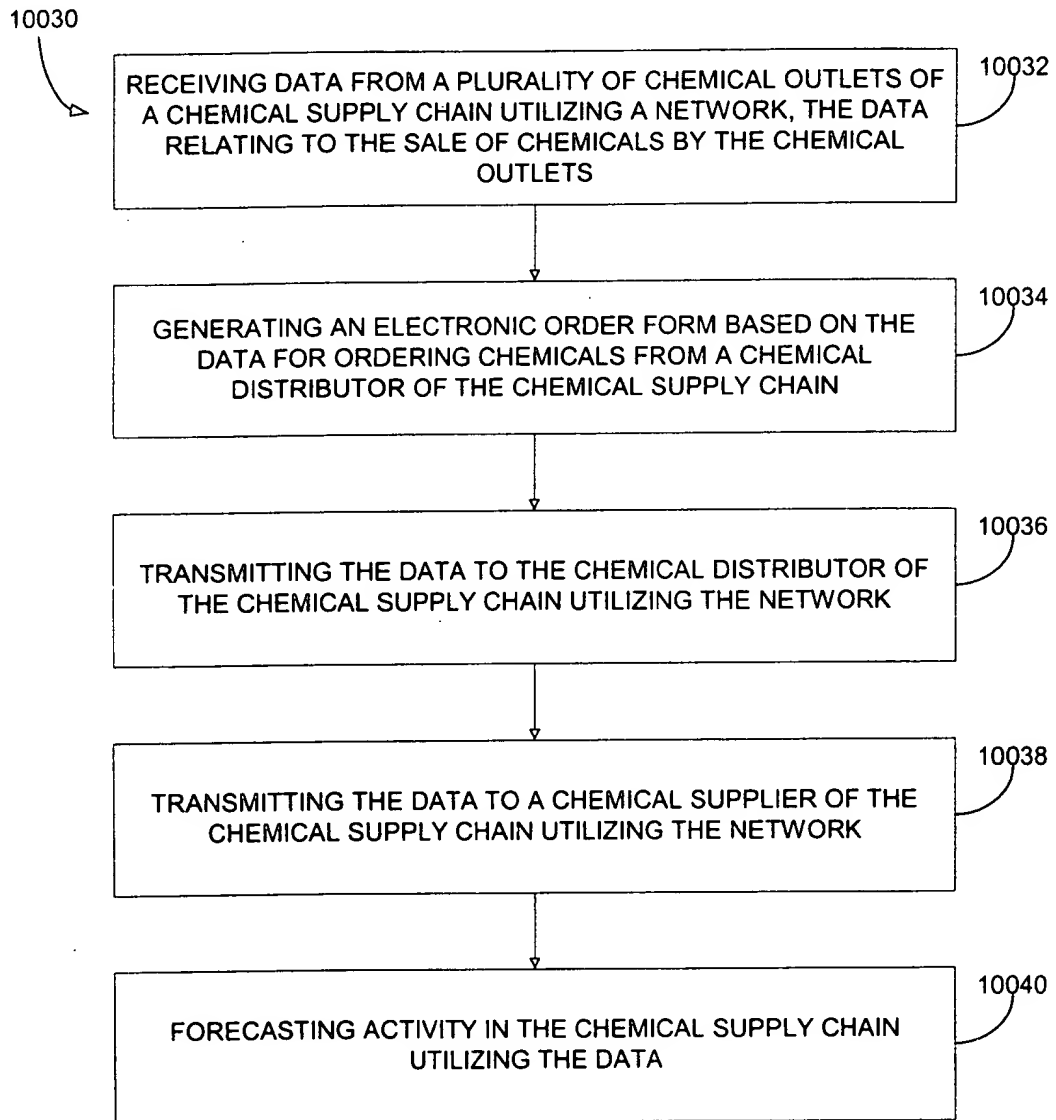 10030
RECEIVING DATA FROM A PLURALITY OF CHEMICAL OUTLETS OF
A CHEMICAL SUPPLY CHAIN UTILIZING A NETWORK, THE DATA
RELATING TO THE SALE OF CHEMICALS BY THE CHEMICAL
OUTLETS
10032
GENERATING AN ELECTRONIC ORDER FORM BASED ON THE
DATA FOR ORDERING CHEMICALS FROM A CHEMICAL
DISTRIBUTOR OF THE CHEMICAL SUPPLY CHAIN
10034
TRANSMITTING THE DATA TO THE CHEMICAL DISTRIBUTOR OF
THE CHEMICAL SUPPLY CHAIN UTILIZING THE NETWORK
10036
TRANSMITTING THE DATA TO A CHEMICAL SUPPLIER OF THE
CHEMICAL SUPPLY CHAIN UTILIZING THE NETWORK
10038
FORECASTING ACTIVITY IN THE CHEMICAL SUPPLY CHAIN
UTILIZING THE DATA
10040